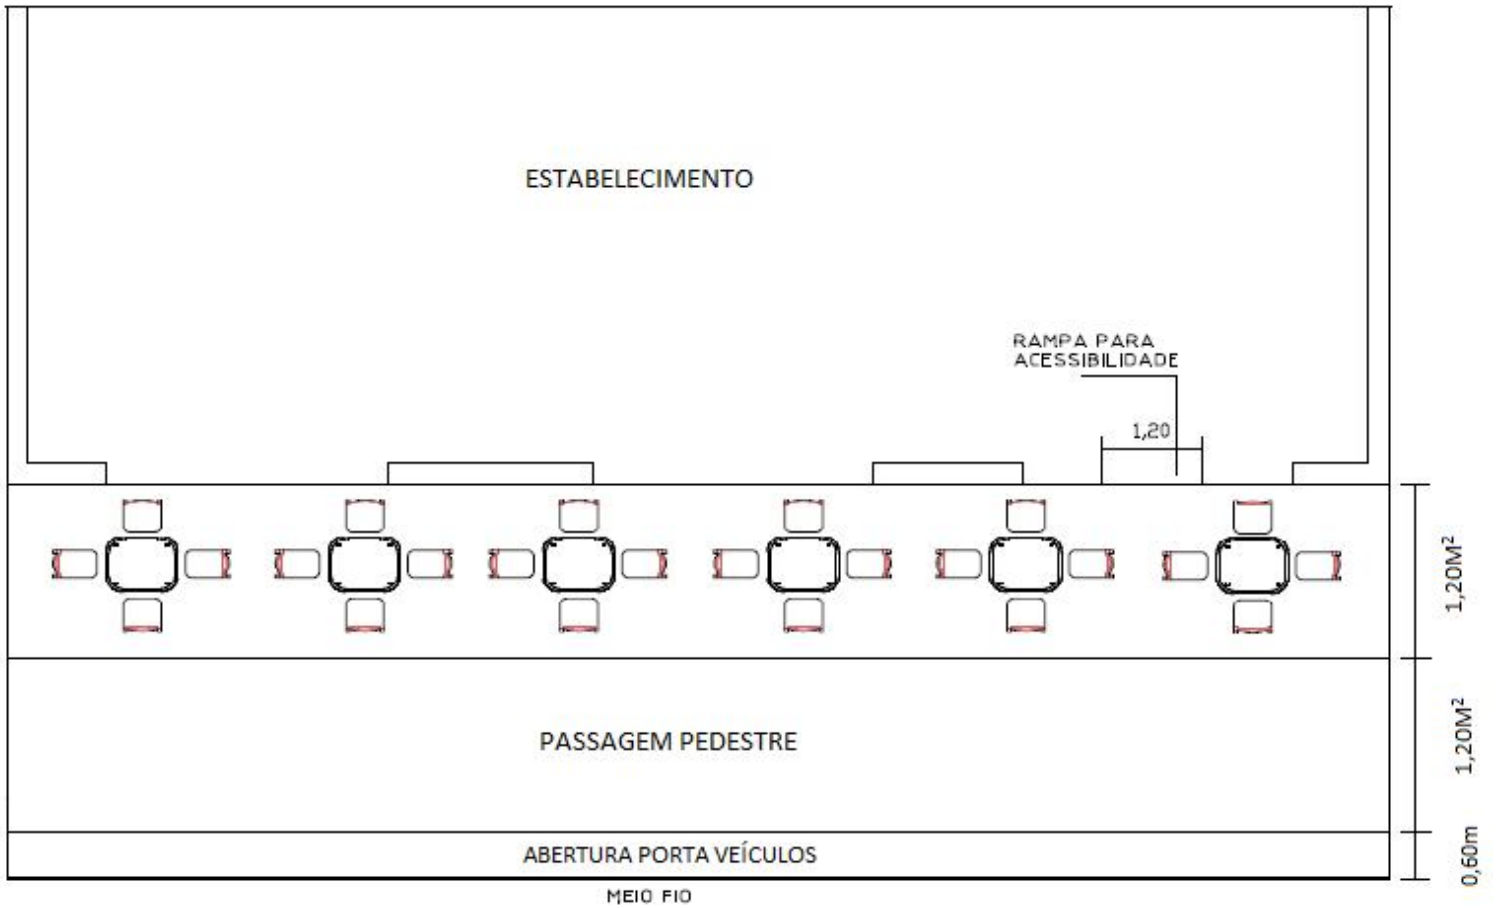 ESTABELECIMENTO
RAMPA PARA
ACESSIBILIDADE
1,20
1,20M²
PASSAGEM PEDESTRE
1,20M²
ABERTURA PORTA VEÍCULOS
0,60m
MEIO FIO